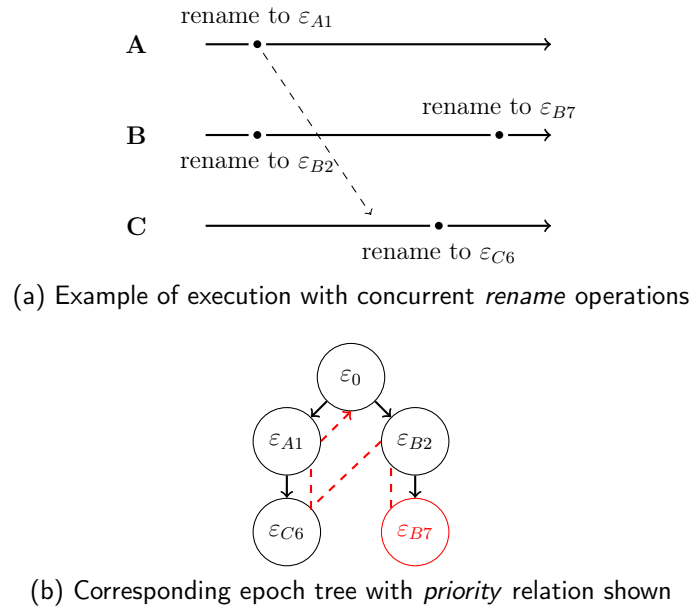 rename to ε_{A1}
A
rename to ε_{B7}
B
rename to ε_{B2}
C
rename to ε_{C6}
(a) Example of execution with concurrent rename operations
ε_0
ε_{A1} ε_{B2}
ε_{C6} ε_{B7}
(b) Corresponding epoch tree with priority relation shown